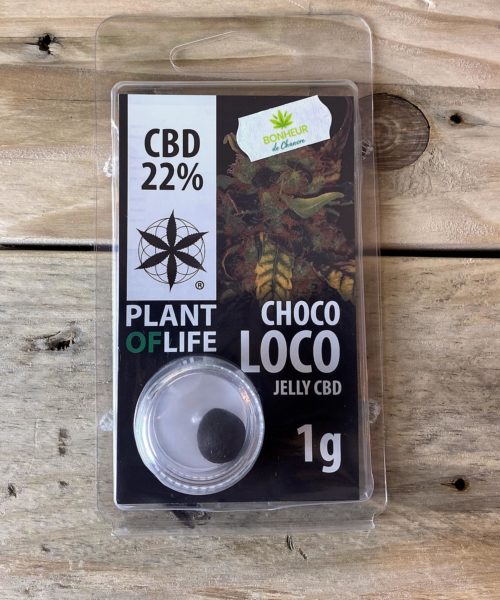 CBD
22%
BONHEUR
de Chanvre
®
PLANT
OFLIFE
CHOCO
LOCO
JELLY CBD
1g